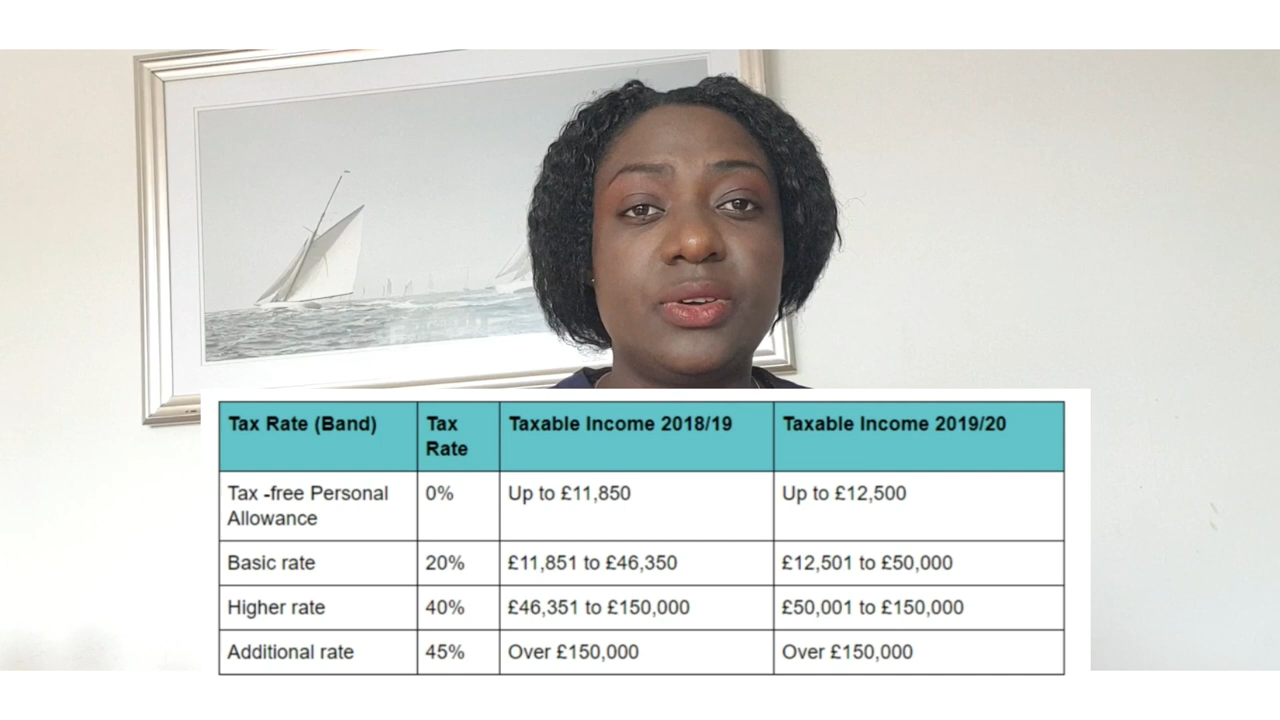 Tax Rate (Band) Tax Rate Taxable Income 2018/19 Taxable Income 2019/20
Tax -free Personal Allowance 0% Up to £11,850 Up to £12,500
Basic rate 20% £11,851 to £46,350 £12,501 to £50,000
Higher rate 40% £46,351 to £150,000 £50,001 to £150,000
Additional rate 45% Over £150,000 Over £150,000